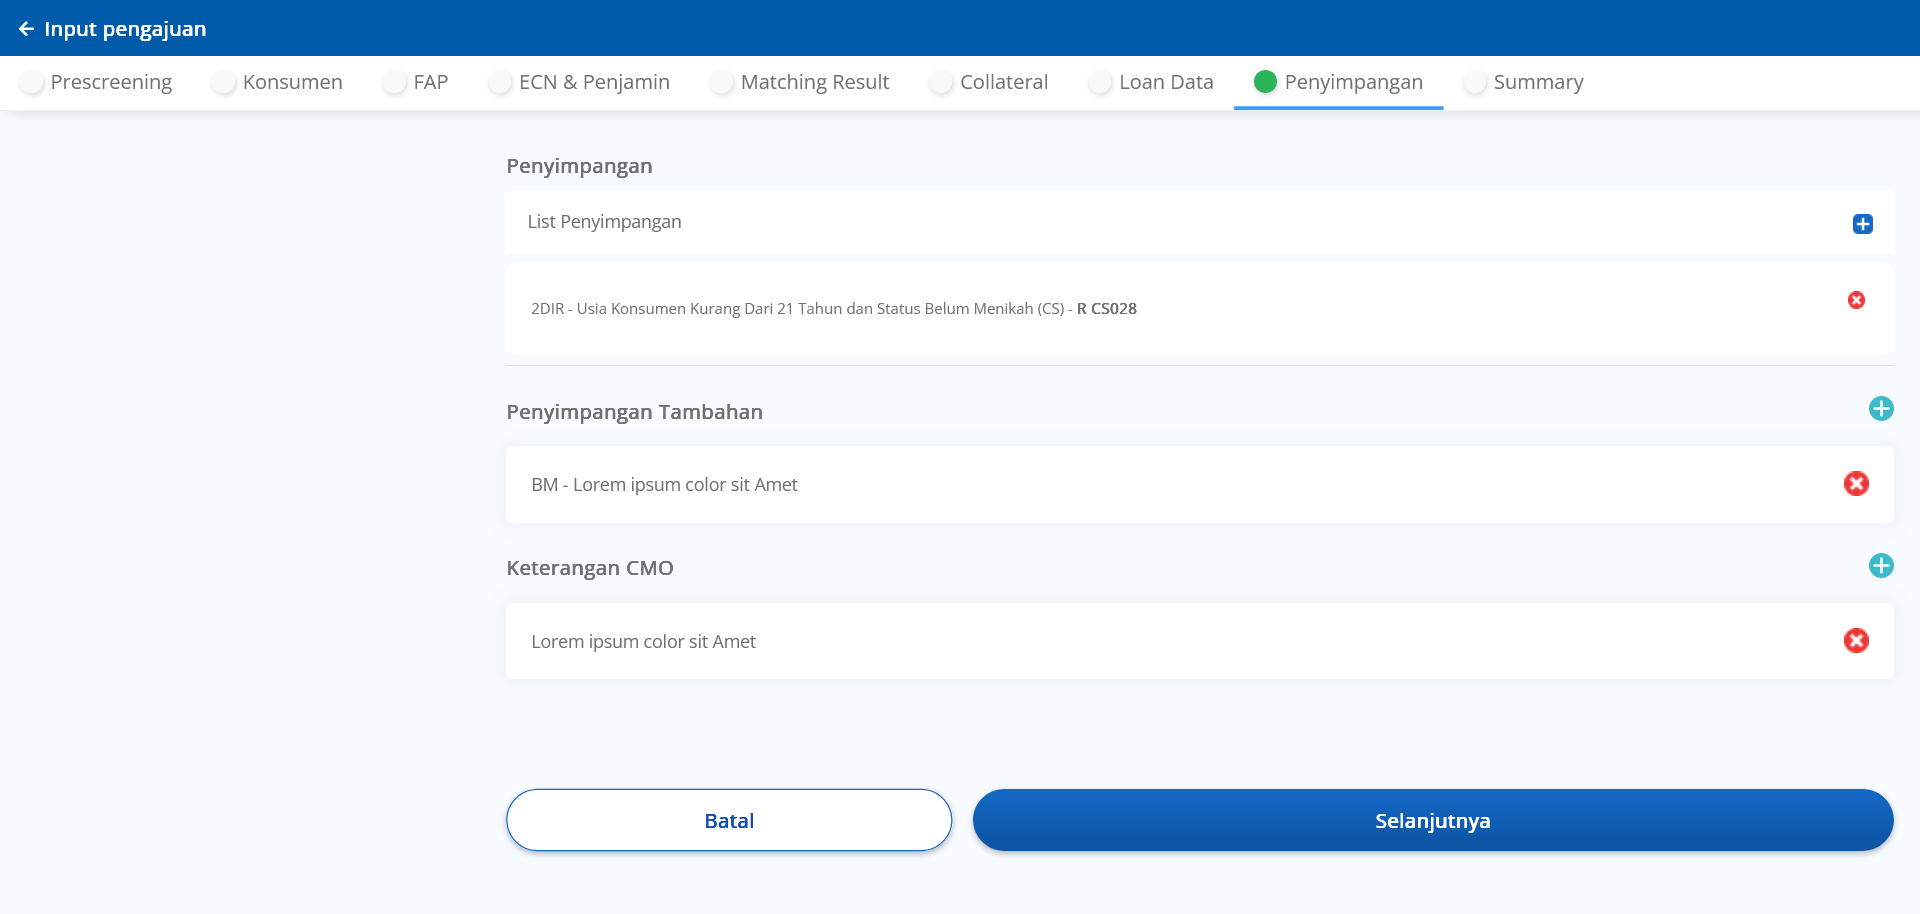 Input pengajuan
Prescreening Konsumen FAP ECN & Penjamin Matching Result Collateral Loan Data Penyimpangan Summary
Penyimpangan
List Penyimpangan
2DIR - Usia Konsumen Kurang Dari 21 Tahun dan Status Belum Menikah (CS) - R CS028
Penyimpangan Tambahan
BM - Lorem ipsum color sit Amet
Keterangan CMO
Lorem ipsum color sit Amet
Batal Selanjutnya